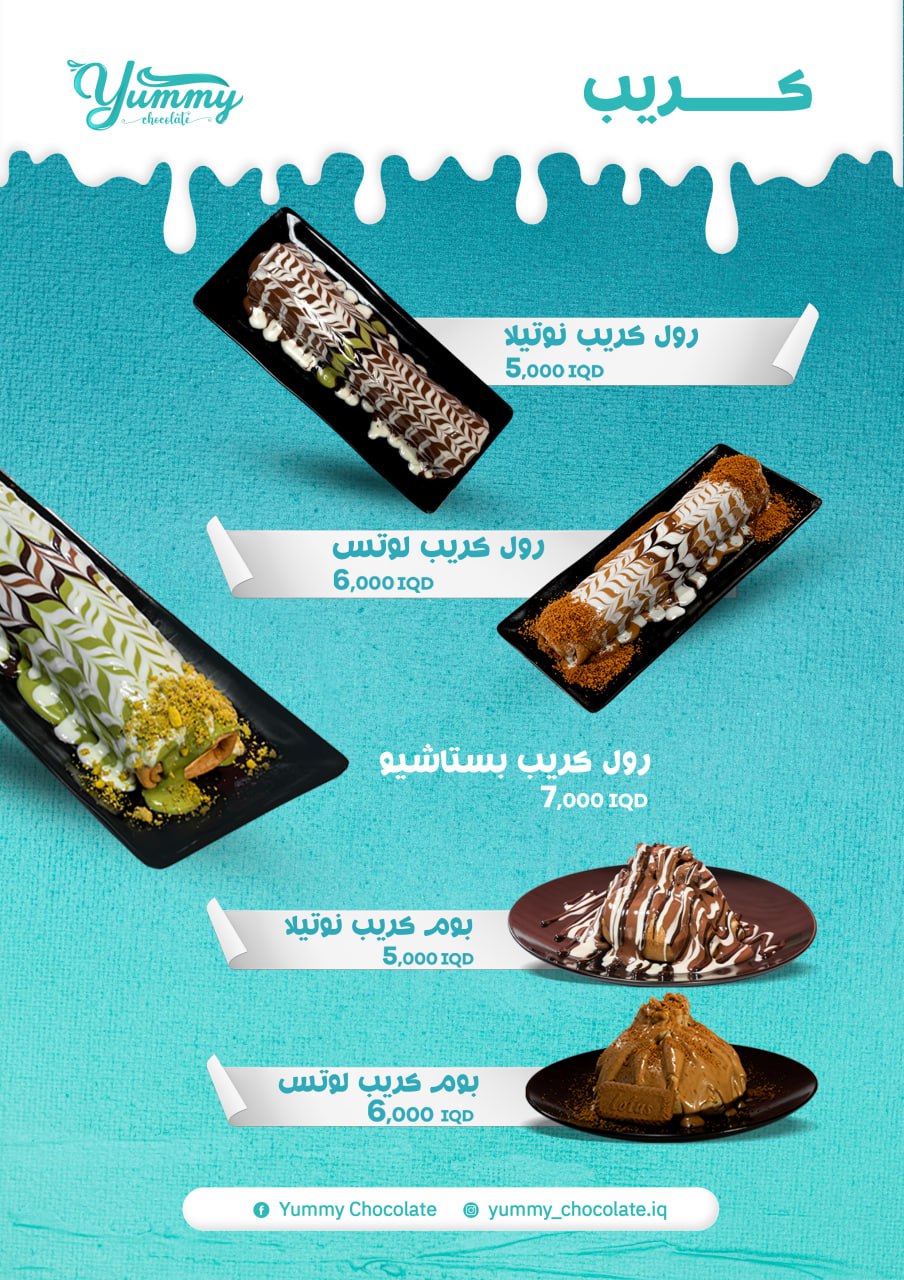 Yummy
chocolate
كريب
رول كريب نوتيلا
5,000 IQD
رول كريب لوتس
6,000 IQD
رول كريب بستاشيو
7,000 IQD
بوم كريب نوتيلا
5,000 IQD
بوم كريب لوتس
6,000 IQD
lotus
Yummy Chocolate yummy_chocolate.iq